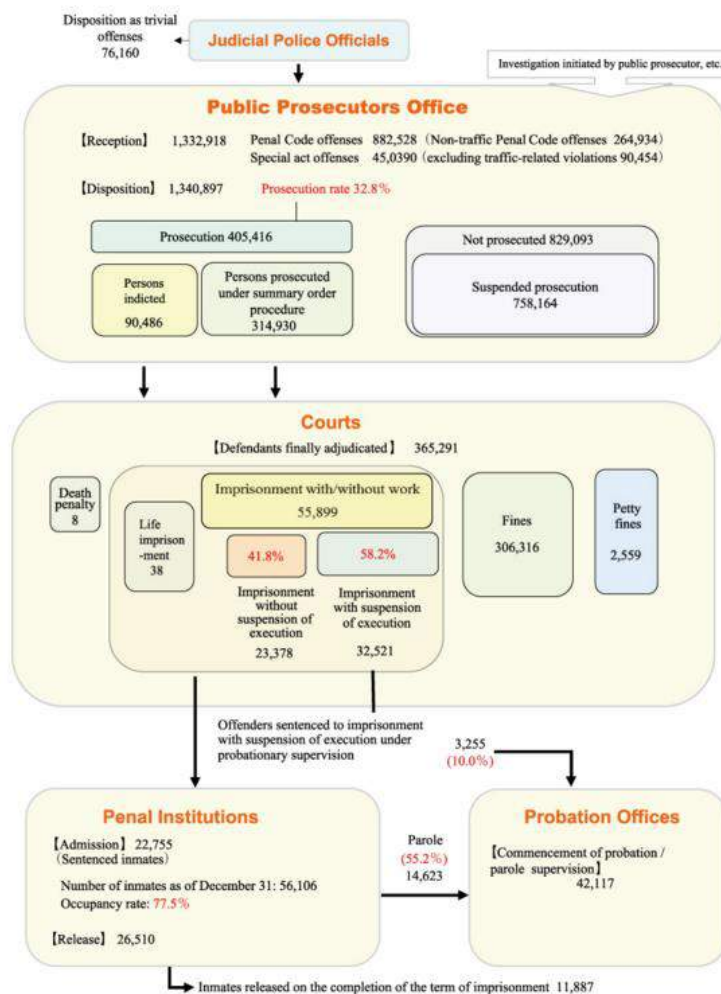 Disposition as trivial
offenses
76,160
Judicial Police Officials
Investigation initiated by public prosecutor, etc.
Public Prosecutors Office
【Reception】 1,332,918 Penal Code offenses 882,528 (Non-traffic Penal Code offenses 264,934)
Special act offenses 45,0390 (excluding traffic-related violations 90,454)
【Disposition】 1,340,897 Prosecution rate 32.8%
Prosecution 405,416
Not prosecuted 829,093
Persons
indicted
90,486
Persons prosecuted
under summary order
procedure
314,930
Suspended prosecution
758,164
Courts
【Defendants finally adjudicated】 365,291
Death
penalty
8
Life
imprison
-ment
38
Imprisonment with/without work
55,899
41.8%
58.2%
Imprisonment
without
suspension of
execution
23,378
Imprisonment
with suspension
of execution
32,521
Fines
306,316
Petty
fines
2,559
Offenders sentenced to imprisonment
with suspension of execution under
probationary supervision
3,255
(10.0%)
Penal Institutions
【Admission】 22,755
(Sentenced inmates)
Number of inmates as of December 31: 56,106
Occupancy rate: 77.5%
【Release】 26,510
Parole
(55.2%)
14,623
Probation Offices
【Commencement of probation /
parole supervision】
42,117
Inmates released on the completion of the term of imprisonment 11,887